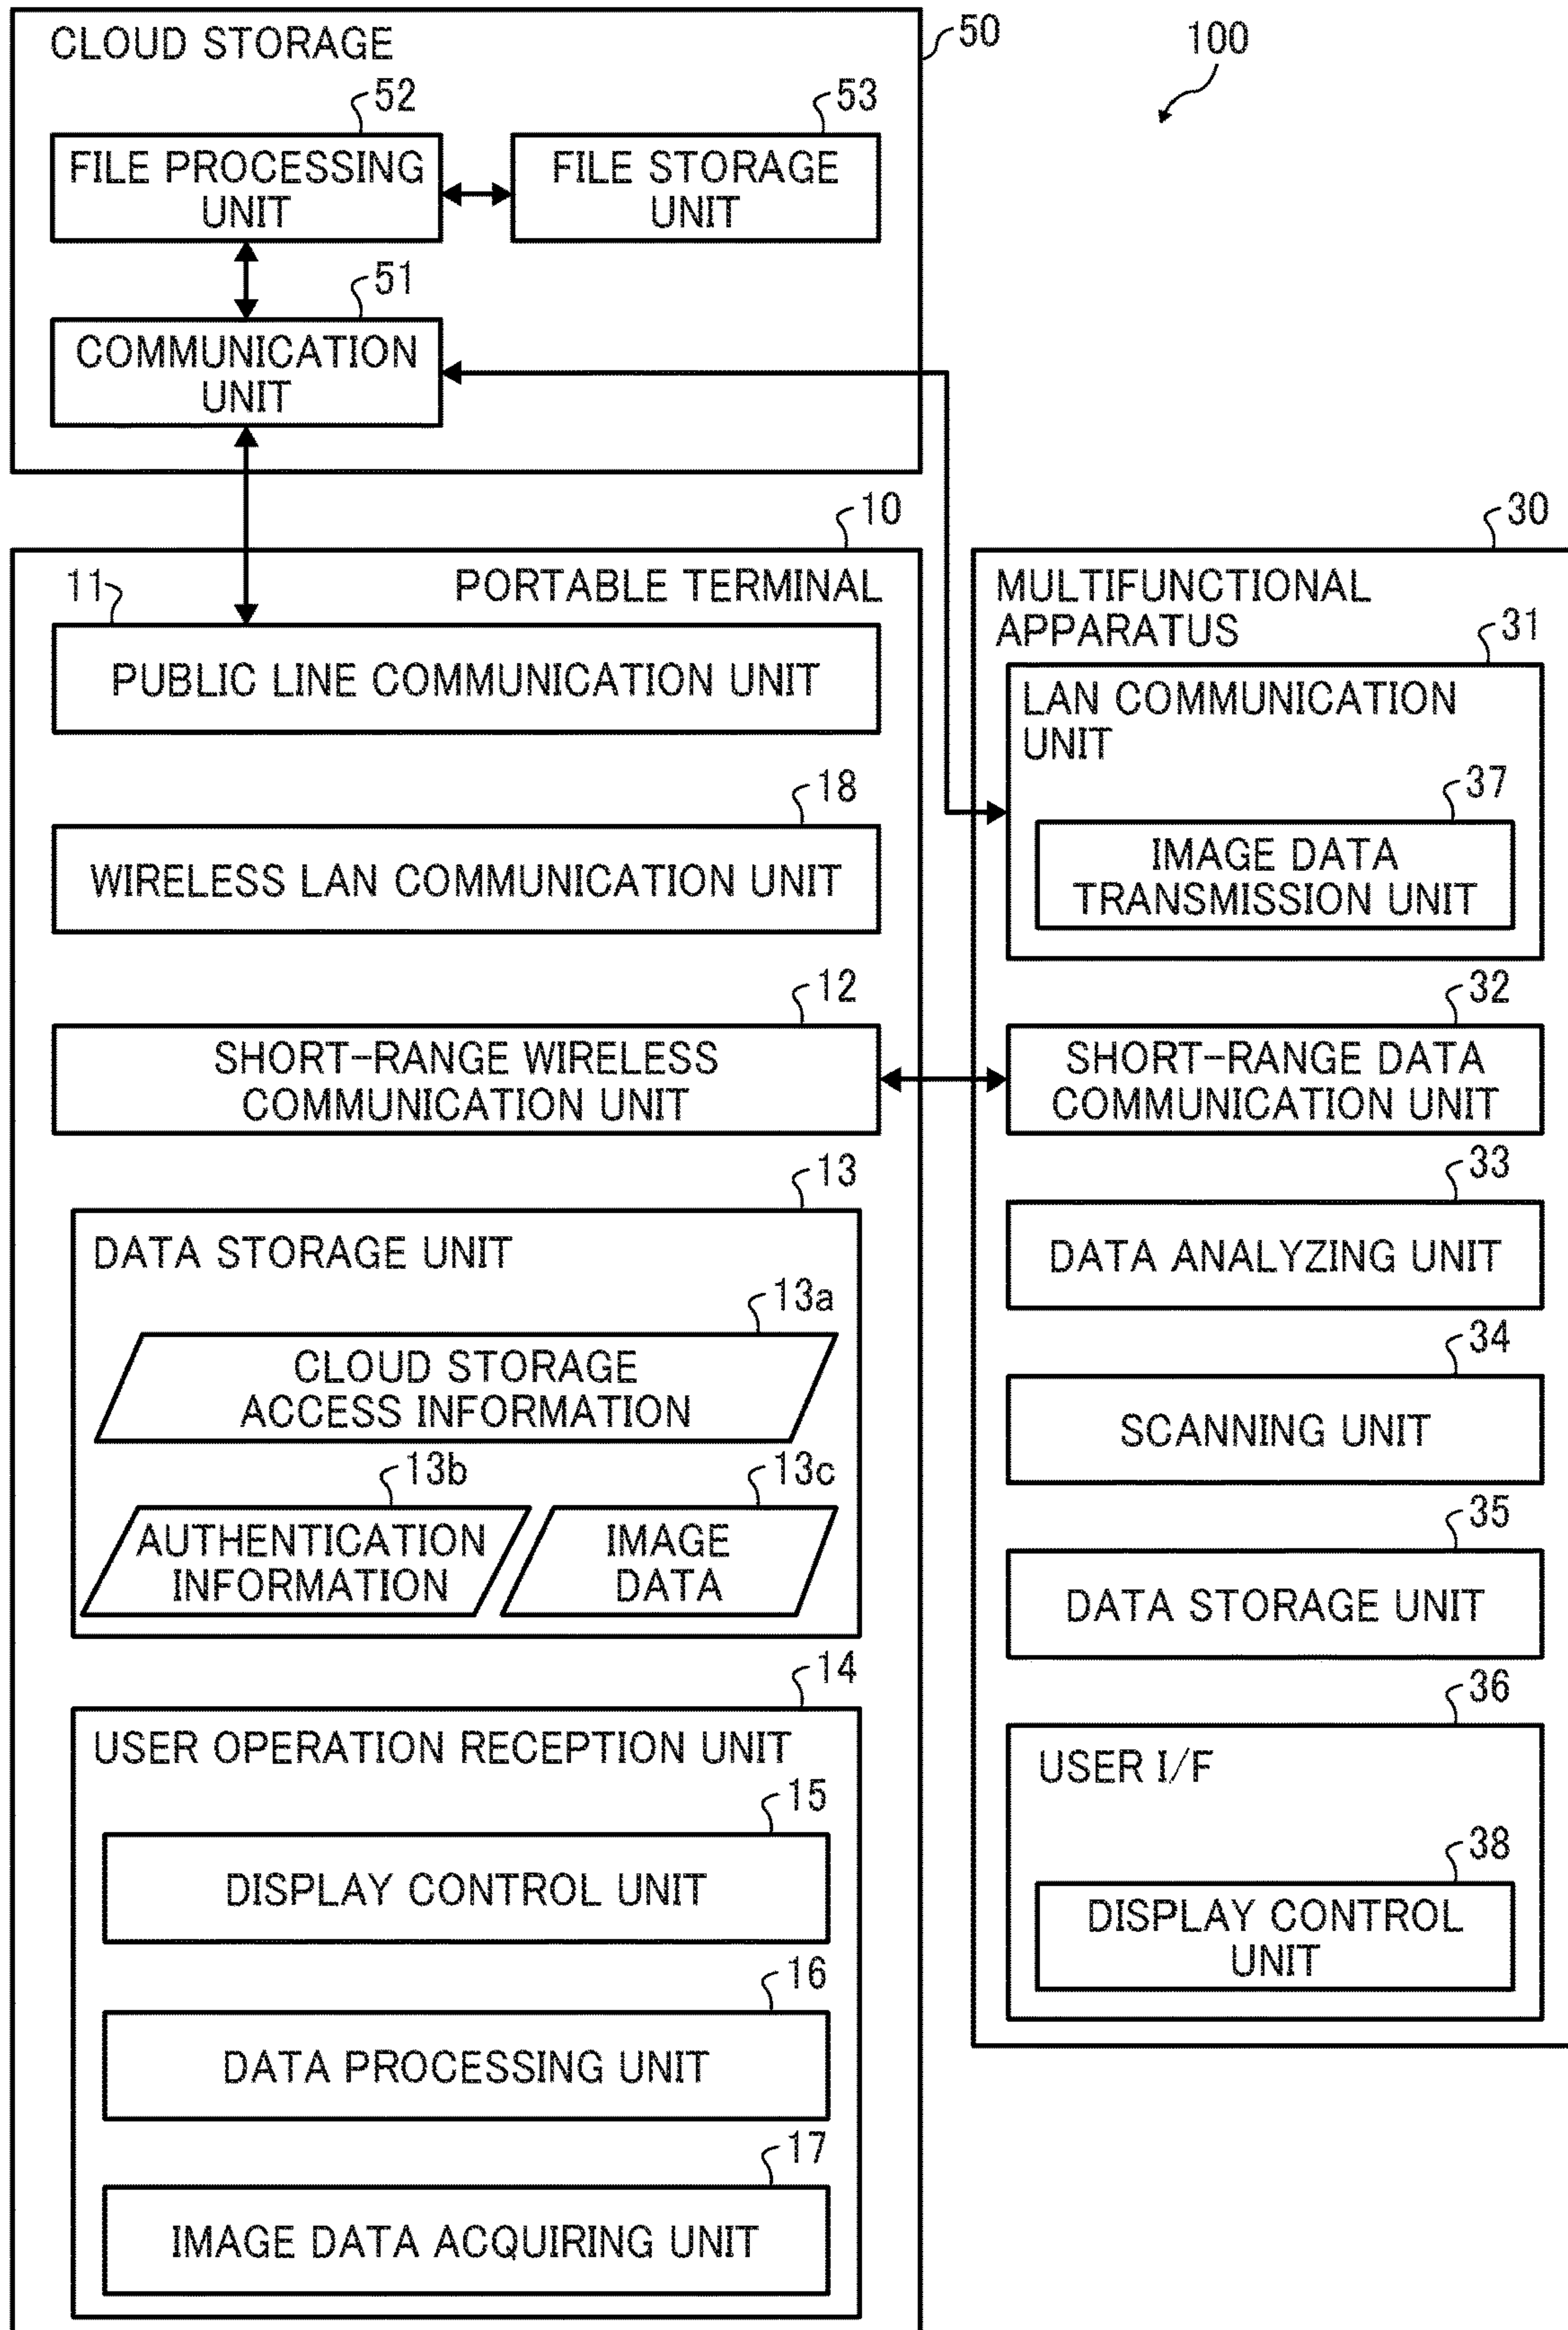 CLOUD STORAGE
50
100
52
53
FILE PROCESSING
UNIT
FILE STORAGE
UNIT
51
COMMUNICATION
UNIT
10
PORTABLE TERMINAL
11
PUBLIC LINE COMMUNICATION UNIT
18
WIRELESS LAN COMMUNICATION UNIT
12
SHORT-RANGE WIRELESS
COMMUNICATION UNIT
13
DATA STORAGE UNIT
13a
CLOUD STORAGE
ACCESS INFORMATION
13b
AUTHENTICATION
INFORMATION
13c
IMAGE
DATA
14
USER OPERATION RECEPTION UNIT
15
DISPLAY CONTROL UNIT
16
DATA PROCESSING UNIT
17
IMAGE DATA ACQUIRING UNIT
30
MULTIFUNCTIONAL
APPARATUS
31
LAN COMMUNICATION
UNIT
37
IMAGE DATA
TRANSMISSION UNIT
32
SHORT-RANGE DATA
COMMUNICATION UNIT
33
DATA ANALYZING UNIT
34
SCANNING UNIT
35
DATA STORAGE UNIT
36
USER I/F
38
DISPLAY CONTROL
UNIT